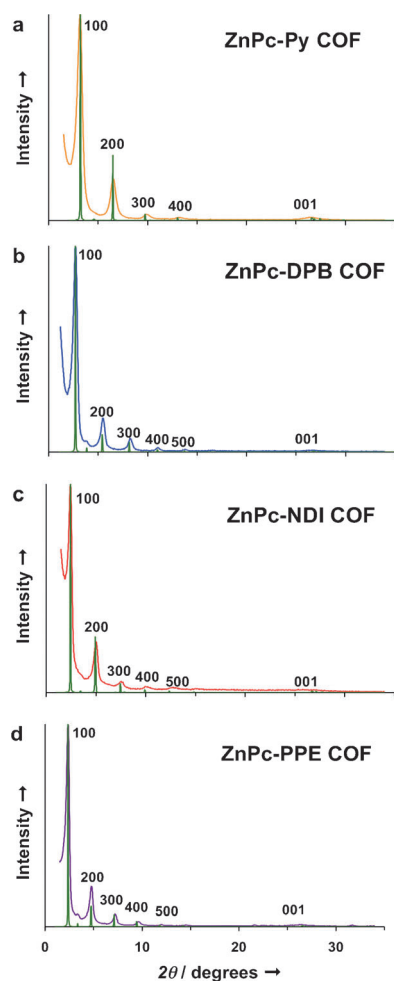 a
100
ZnPc-Py COF
Intensity →
200
300
400
001
b
100
ZnPc-DPB COF
Intensity →
200
300
400
500
001
c
100
ZnPc-NDI COF
Intensity →
200
300
400
500
001
d
100
ZnPc-PPE COF
Intensity →
200
300
400
500
001
0 10 20 30
2θ / degrees →